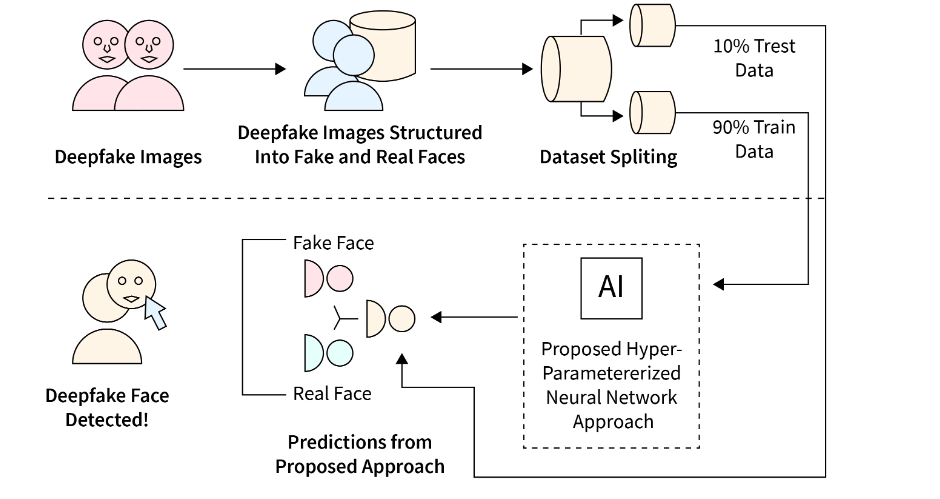 10% Trest
Data
Deepfake Images Structured
Into Fake and Real Faces
90% Train
Data
Deepfake Images
Dataset Spliting
Fake Face
AI
Proposed Hyper-
Parametererized
Neural Network
Approach
Real Face
Deepfake Face
Detected!
Predictions from
Proposed Approach